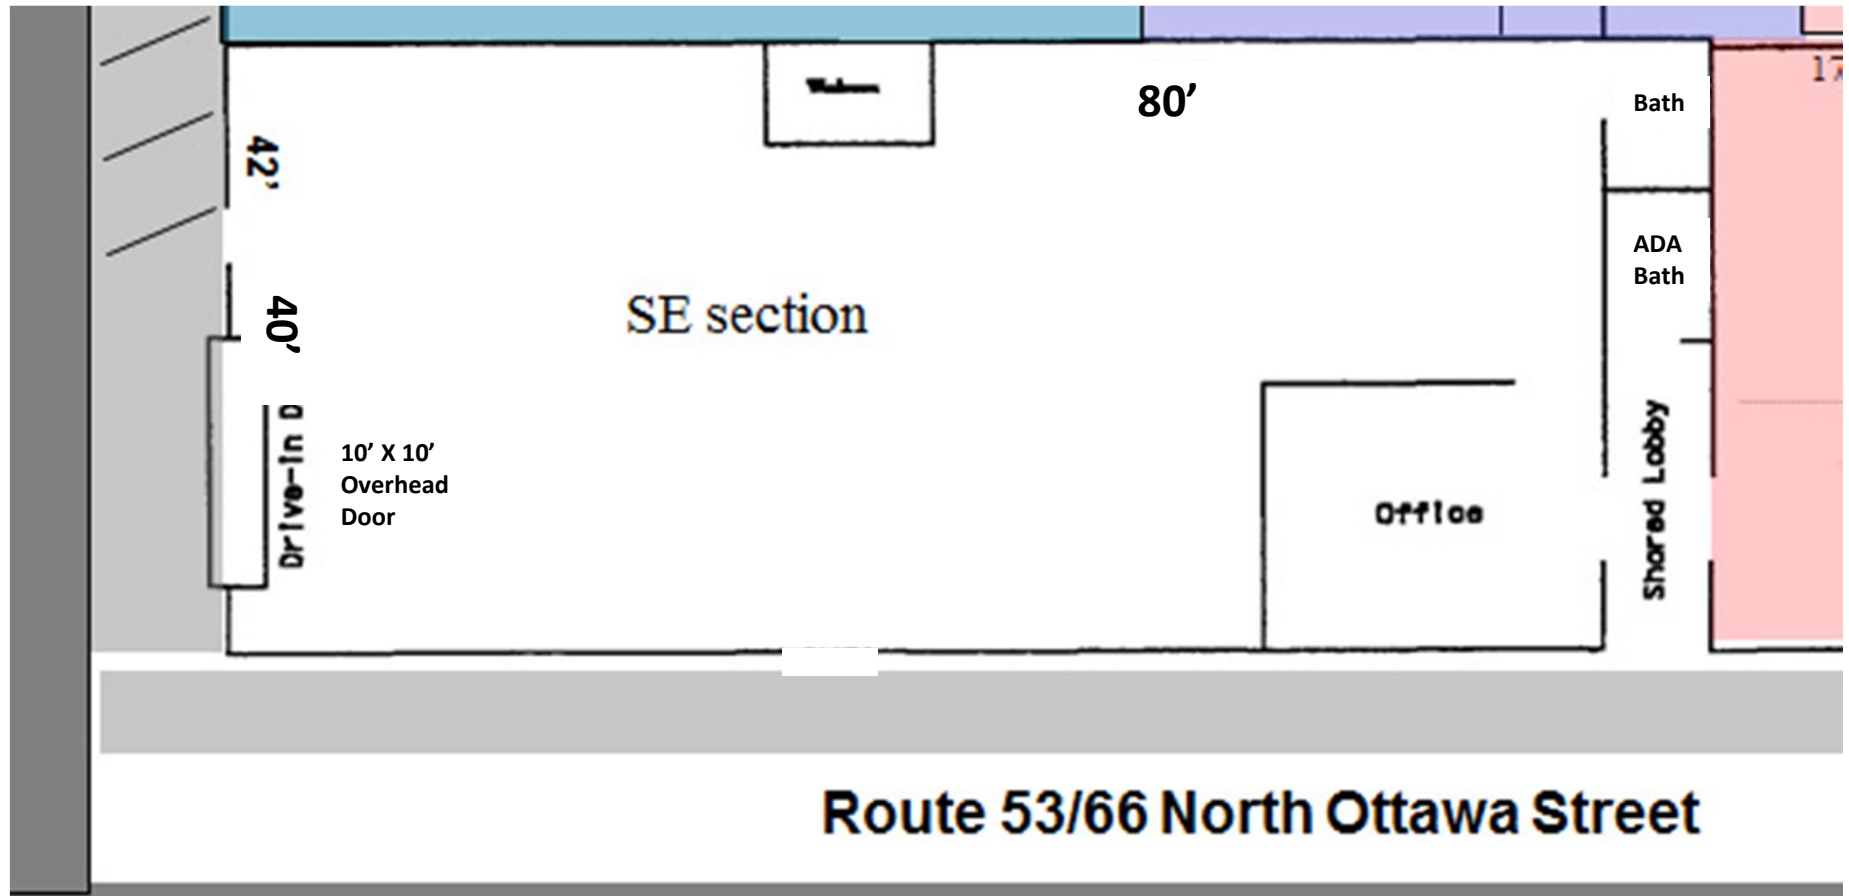 17
80’
Bath
42’
ADA
Bath
SE section
40’
Drive-in D
10’ X 10’
Overhead
Door
Office
Shared Lobby
Route 53/66 North Ottawa Street